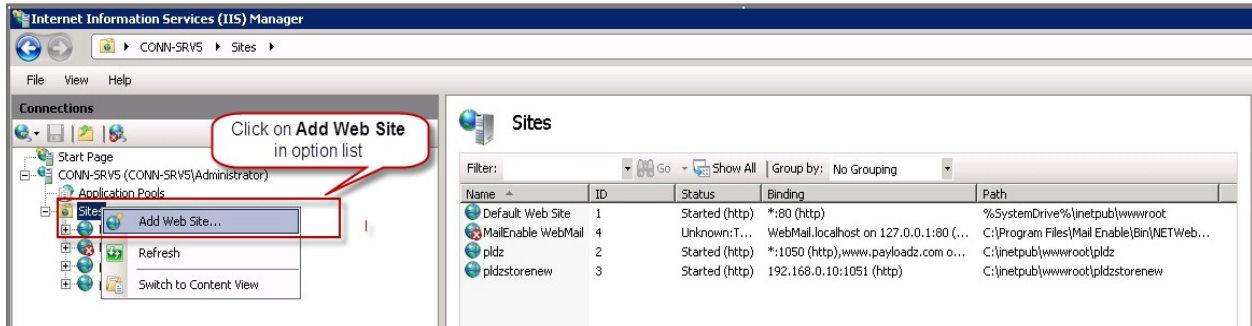 Internet Information Services (IIS) Manager
CONN-SRV5 Sites
File View Help
Connections
Click on Add Web Site
in option list
Start Page
CONN-SRV5 (CONN-SRV5\Administrator)
Application Pools
Sites
Add Web Site...
Refresh
Switch to Content View
Sites
Filter: Go Show All Group by: No Grouping
Name ID Status Binding Path
Default Web Site 1 Started (http) *:80 (http) %SystemDrive%\inetpub\wwwroot
MailEnable WebMail 4 Unknown:T... WebMail.localhost on 127.0.0.1:80 (... C:\Program Files\Mail Enable\Bin\NETWeb...
pldz 2 Started (http) *:1050 (http),www.payloadz.com o... C:\inetpub\wwwroot\pldz
pldzstorenew 3 Started (http) 192.168.0.10:1051 (http) C:\inetpub\wwwroot\pldzstorenew